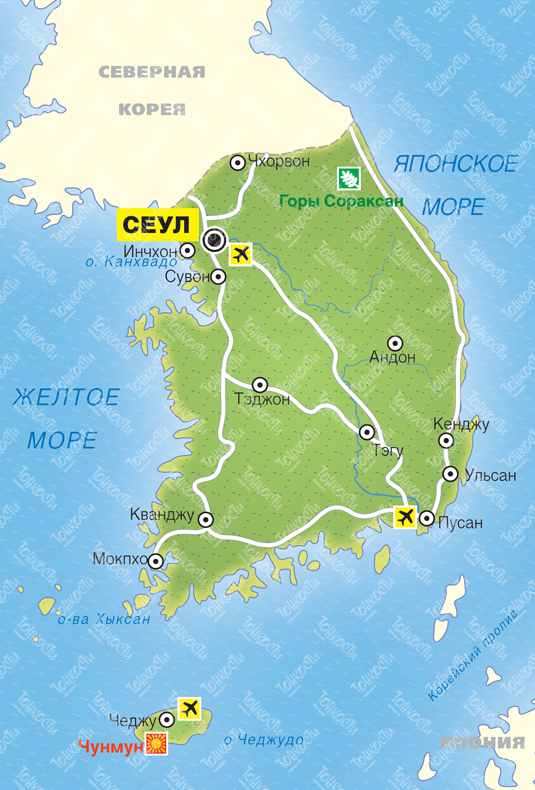 СЕВЕРНАЯ
КОРЕЯ
Чхорвон
ЯПОНСКОЕ
МОРЕ
Горы Сораксан
СЕУЛ
Инчхон
о. Канхвадо
Сувон
Андон
ЖЕЛТОЕ
МОРЕ
Тэджон
Кенджу
Тэгу
Ульсан
Кванджу
Пусан
Мокпхо
о-ва Хыксан
Корейский пролив
Чеджу
о.Чеджудо
Чунмун
ЯПОНИЯ
Тонкости